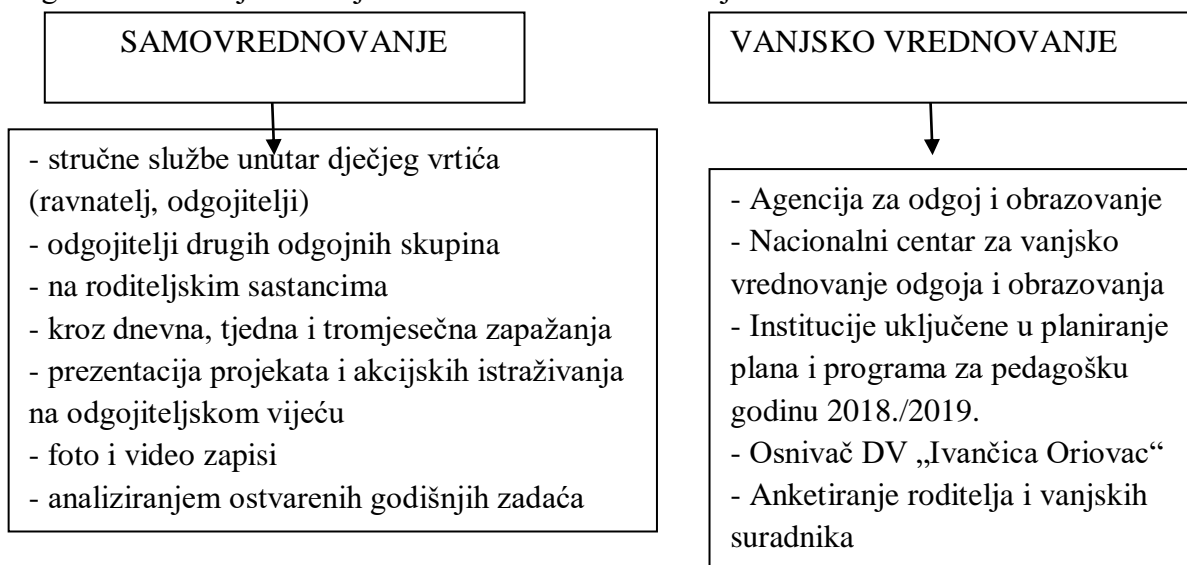 SAMOVREDNOVANJE
- stručne službe unutar dječjeg vrtića
(ravnatelj, odgojitelji)
- odgojitelji drugih odgojnih skupina
- na roditeljskim sastancima
- kroz dnevna, tjedna i tromjesečna zapažanja
- prezentacija projekata i akcijskih istraživanja
na odgojiteljskom vijeću
- foto i video zapisi
- analiziranjem ostvarenih godišnjih zadaća
VANJSKO VREDNOVANJE
- Agencija za odgoj i obrazovanje
- Nacionalni centar za vanjsko
vrednovanje odgoja i obrazovanja
- Institucije uključene u planiranje
plana i programa za pedagošku
godinu 2018./2019.
- Osnivač DV „Ivančica Oriovac“
- Anketiranje roditelja i vanjskih
suradnika